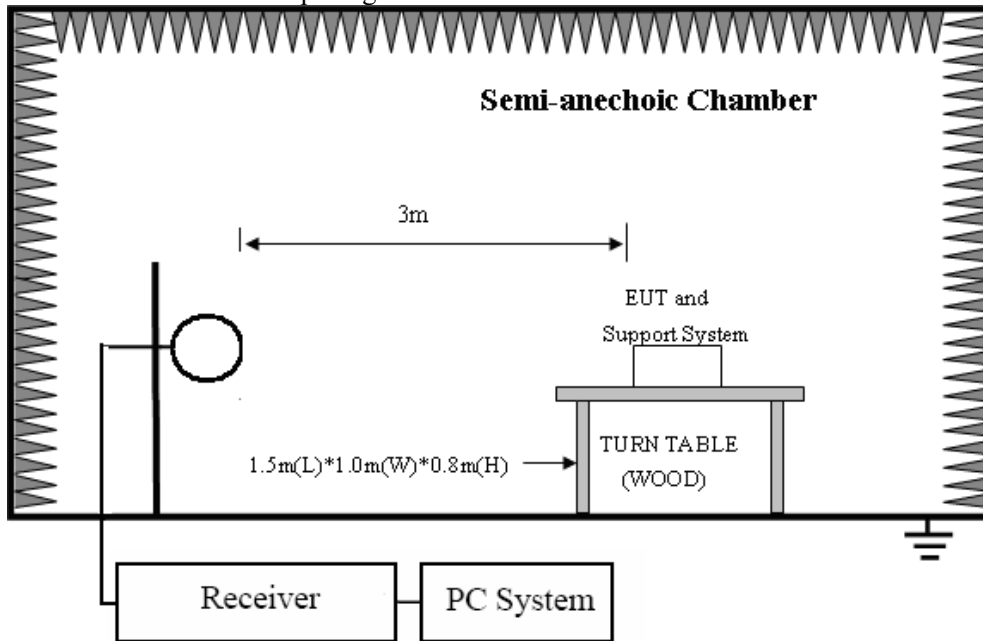 Semi-anechoic Chamber
3m
EUT and
Support System
TURN TABLE
(WOOD)
1.5m(L)*1.0m(W)*0.8m(H)
Receiver
PC System